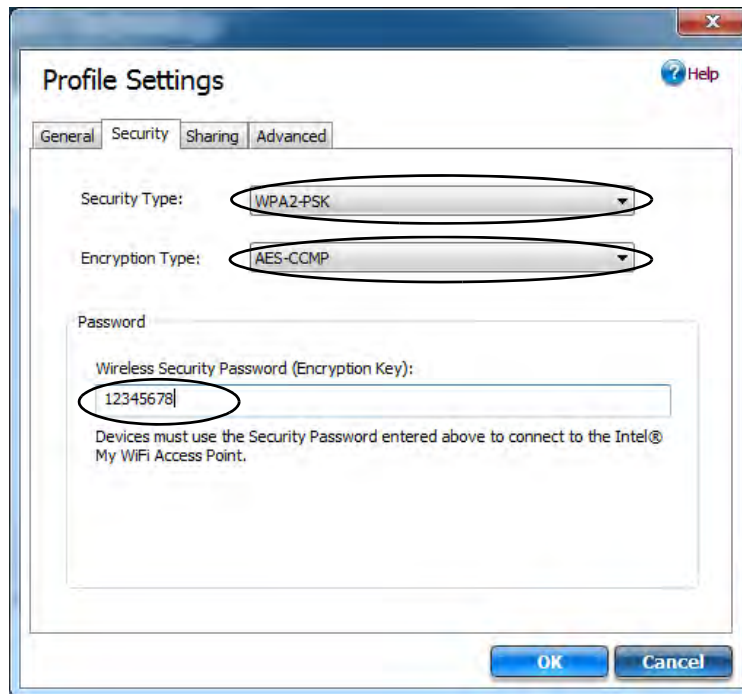 Profile Settings
Help
General Security Sharing Advanced
Security Type: WPA2-PSK
Encryption Type: AES-CCMP
Password
Wireless Security Password (Encryption Key):
12345678
Devices must use the Security Password entered above to connect to the Intel®
My WiFi Access Point.
OK Cancel